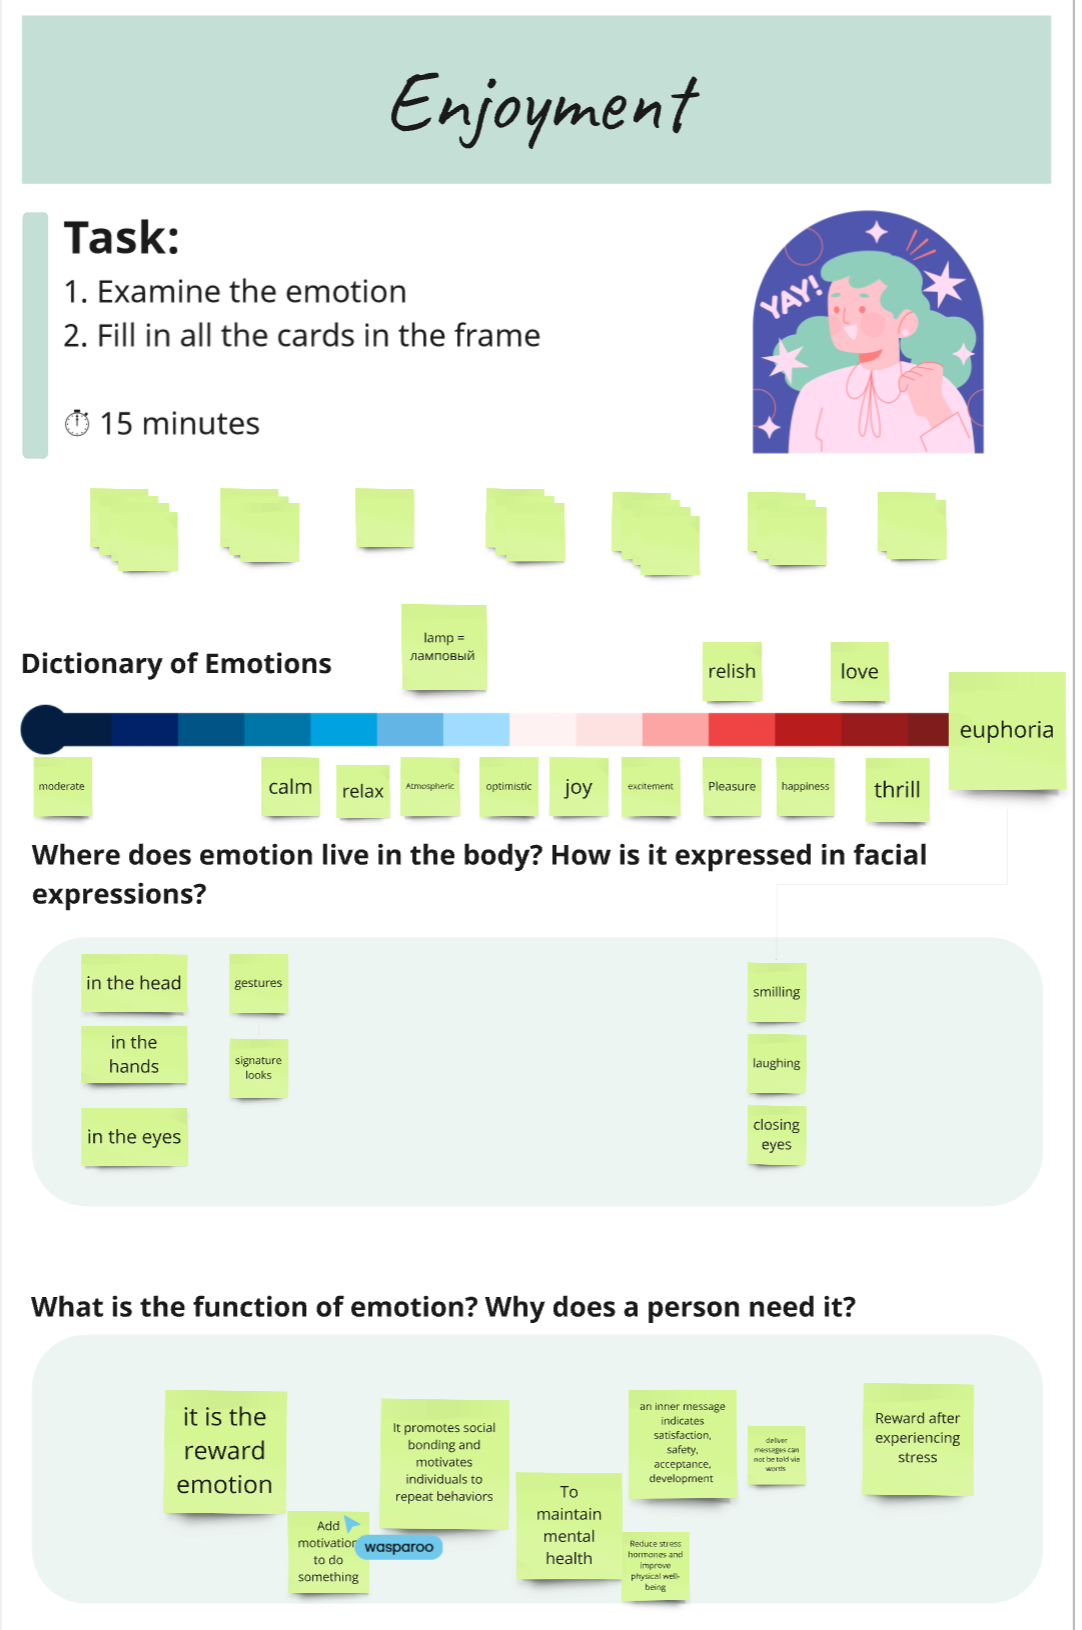 Enjoyment
Task:
1. Examine the emotion
2. Fill in all the cards in the frame
⏱ 15 minutes
YAY!
lamp =
ламповый
Dictionary of Emotions
relish
love
euphoria
moderate
calm
relax
Atmospheric
optimistic
joy
excitement
Pleasure
happiness
thrill
Where does emotion live in the body? How is it expressed in facial
expressions?
in the head
gestures
smilling
in the
hands
signature
looks
laughing
in the eyes
closing
eyes
What is the function of emotion? Why does a person need it?
it is the
reward
emotion
Add
motivation
to do
something
wasparoo
It promotes social
bonding and
motivates
individuals to
repeat behaviors
To
maintain
mental
health
an inner message
indicates
satisfaction,
safety,
acceptance,
development
deliver
messages can
not be told via
words
Reduce stress
hormones and
improve
physical well-
being
Reward after
experiencing
stress